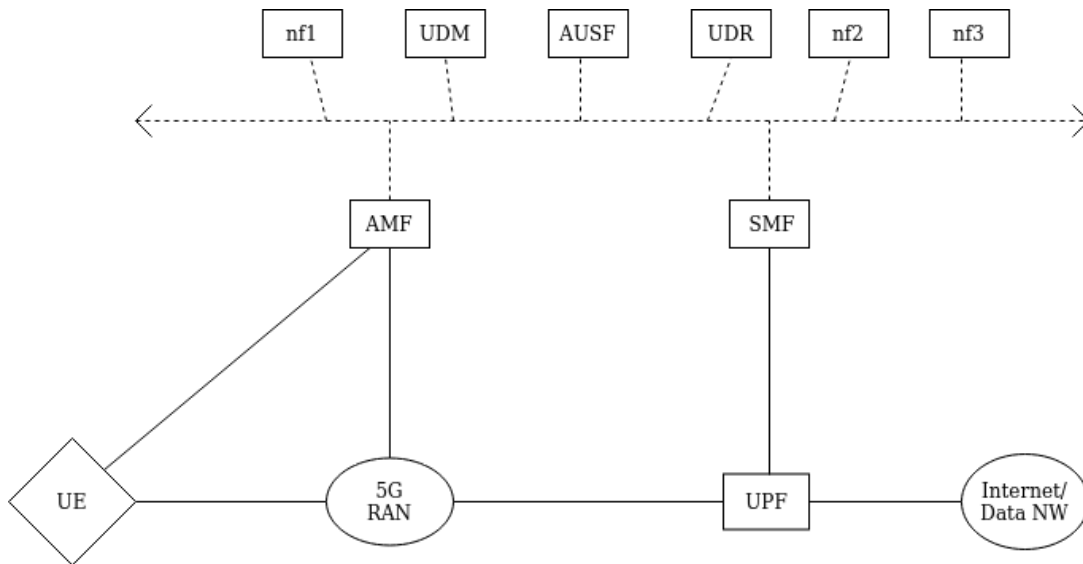 nf1
UDM
AUSF
UDR
nf2
nf3
AMF
SMF
UE
5G
RAN
UPF
Internet/
Data NW